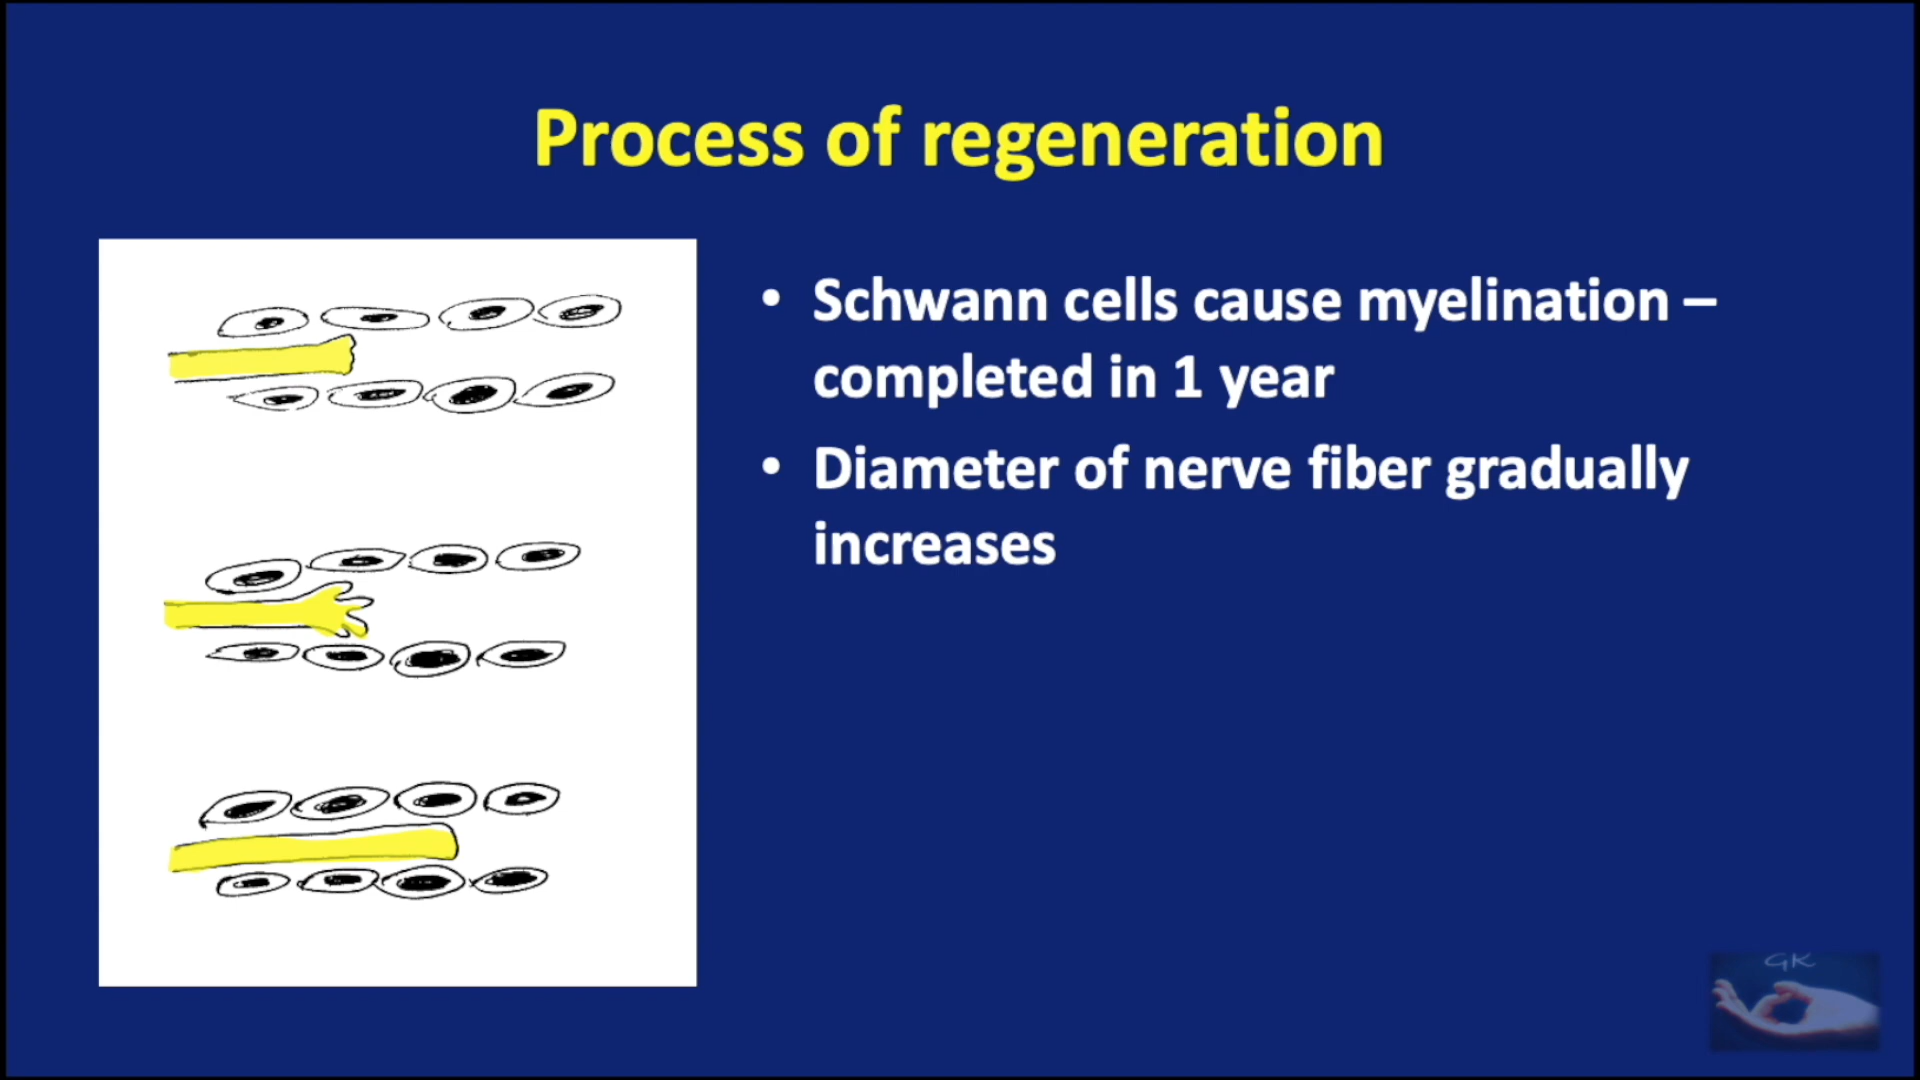 Process of regeneration
• Schwann cells cause myelination –
completed in 1 year
• Diameter of nerve fiber gradually
increases
GK